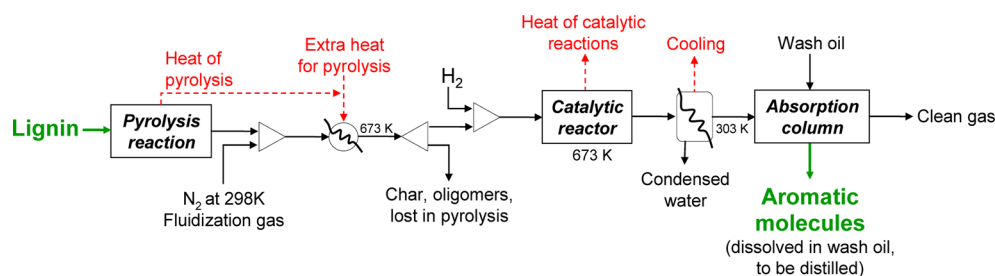 Heat of catalytic
reactions
Extra heat
for pyrolysis
Cooling
Wash oil
Heat of
pyrolysis
H2
Lignin
Pyrolysis
reaction
673 K
Catalytic
reactor
303 K
Absorption
column
Clean gas
673 K
N2 at 298K
Fluidization gas
Char, oligomers,
lost in pyrolysis
Condensed
water
Aromatic
molecules
(dissolved in wash oil,
to be distilled)